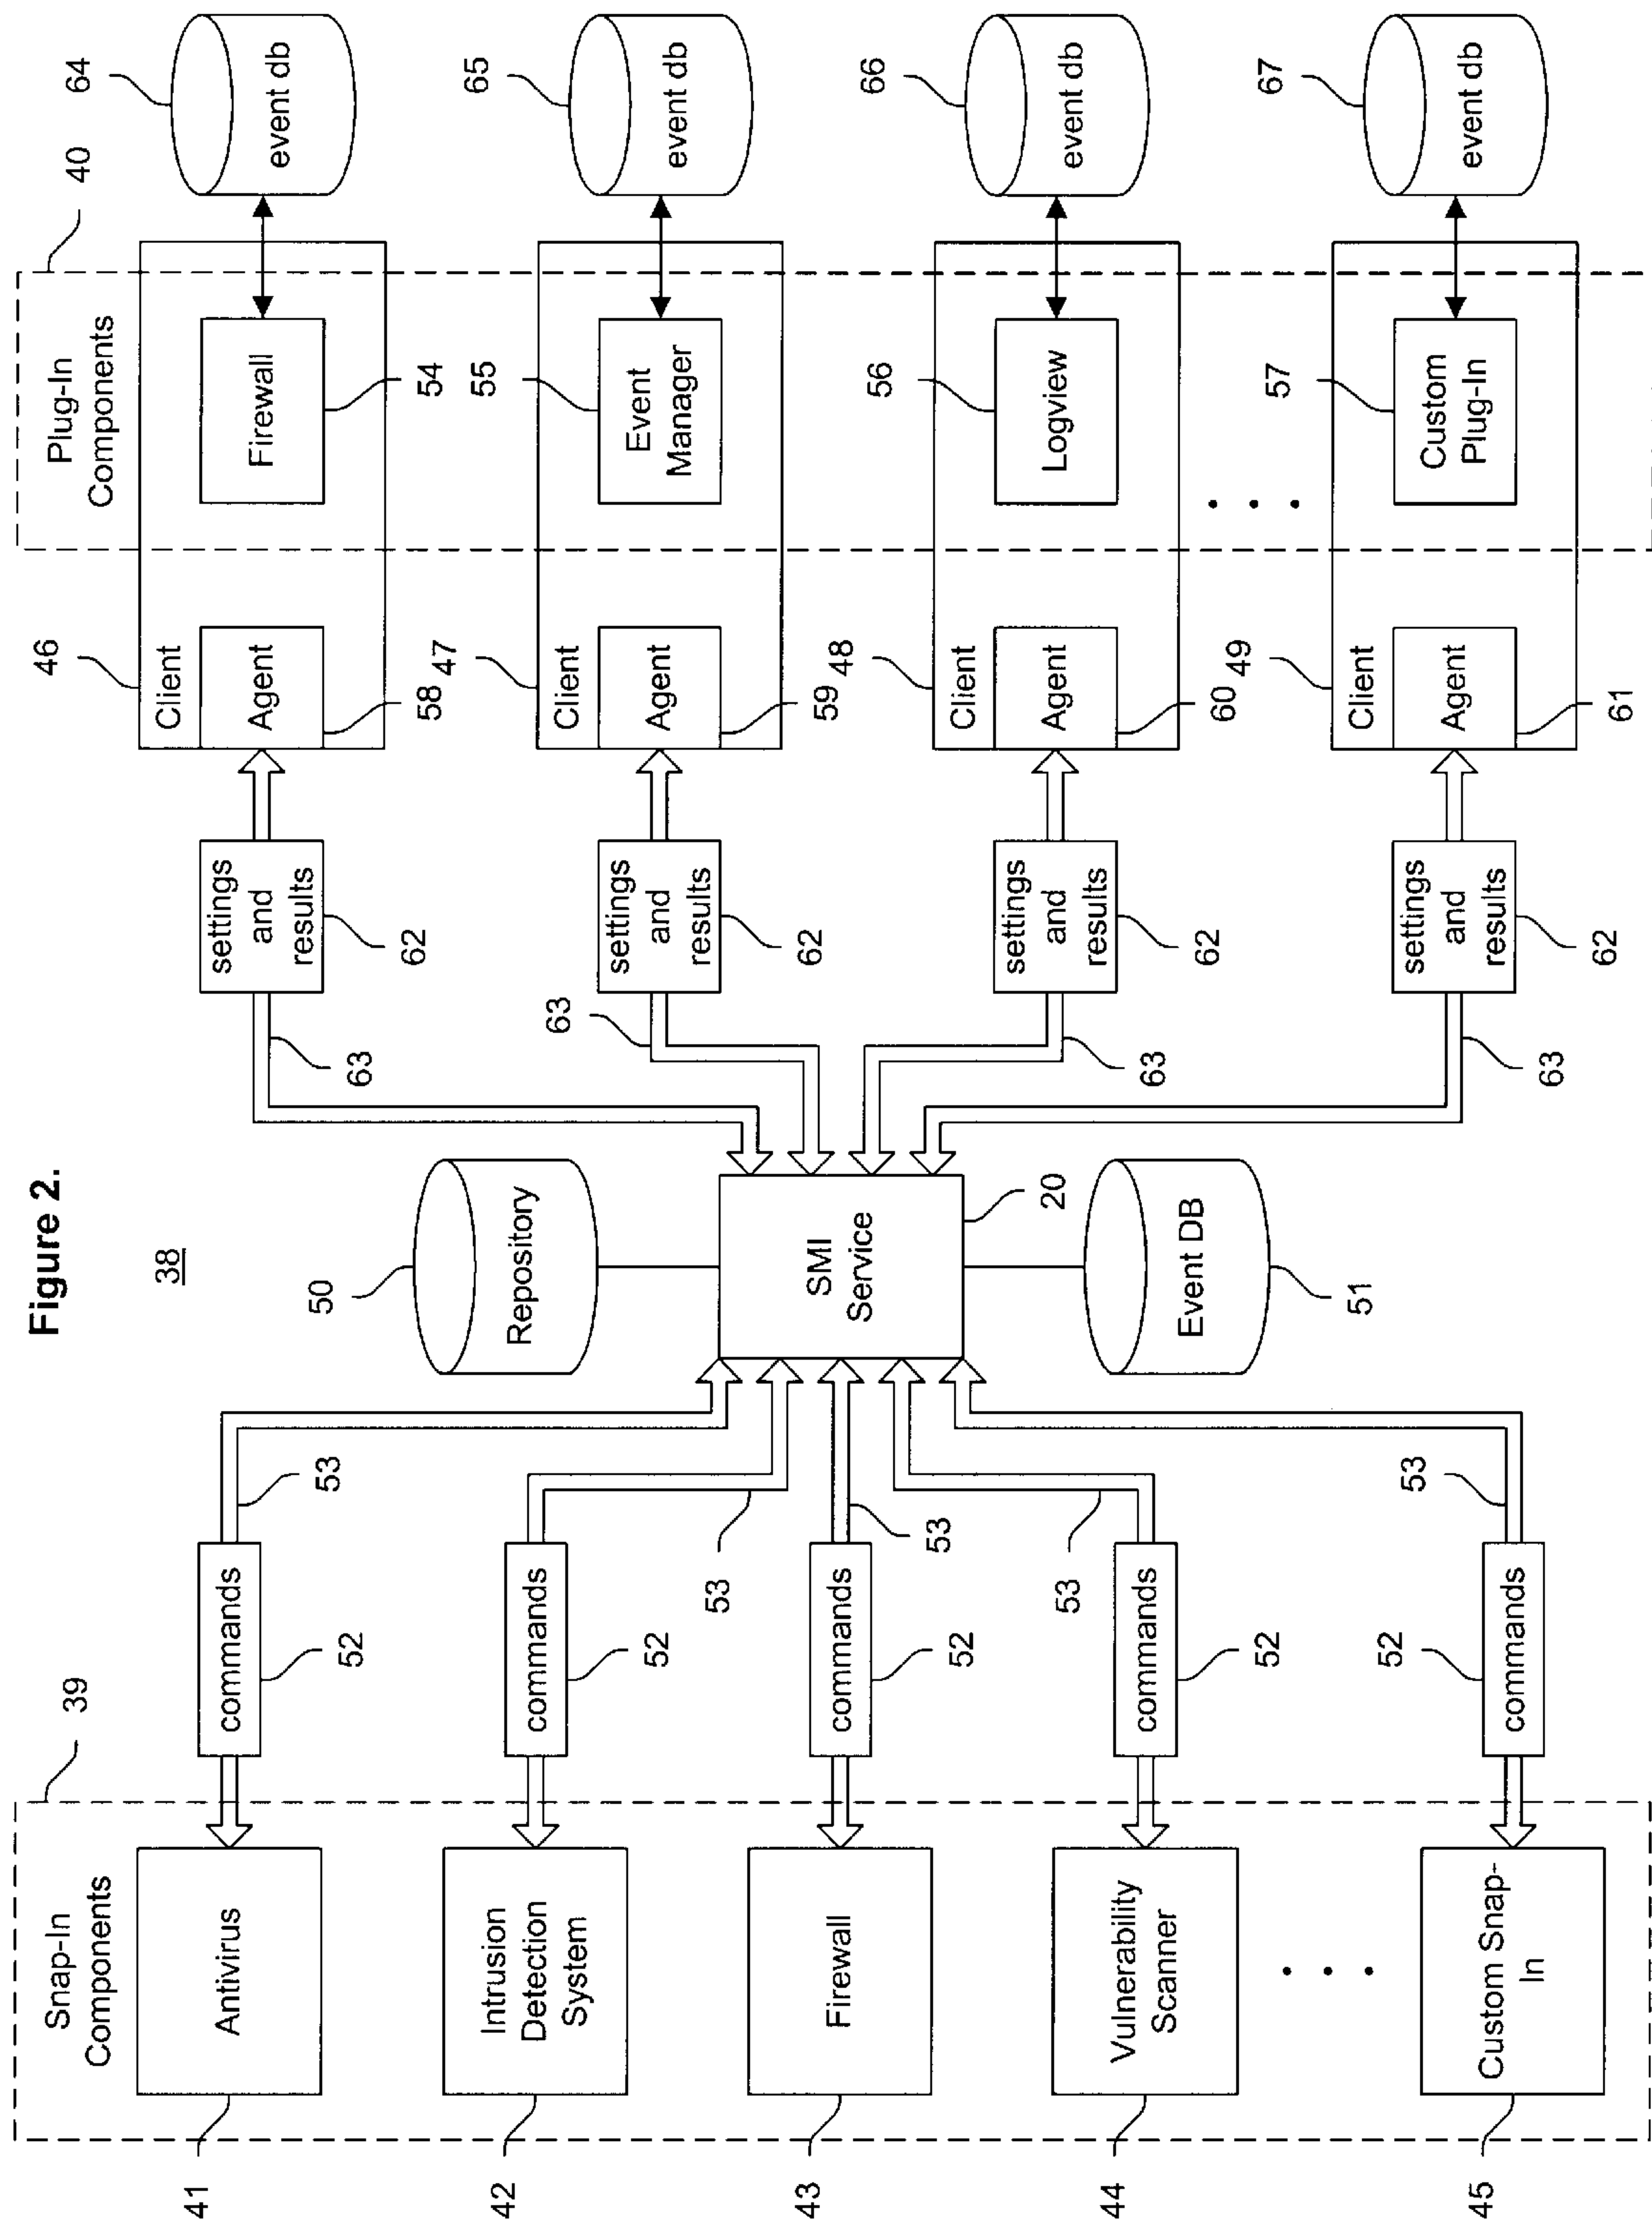 Figure 2.
38
39
Snap-In
Components
41
Antivirus
42
Intrusion
Detection
System
43
Firewall
44
Vulnerability
Scanner
. . .
45
Custom Snap-
In
commands
52
53
commands
52
53
commands
52
53
commands
52
53
commands
52
53
50
Repository
SMI
Service
20
Event DB
51
63
settings
and
results
62
63
settings
and
results
62
63
settings
and
results
62
63
settings
and
results
62
40
Plug-In
Components
46
Client
Agent
58
Firewall
54
64
event db
47
Client
Agent
59
55
Event
Manager
65
event db
48
Client
Agent
60
56
Logview
66
event db
. . .
49
Client
Agent
61
57
Custom
Plug-In
67
event db